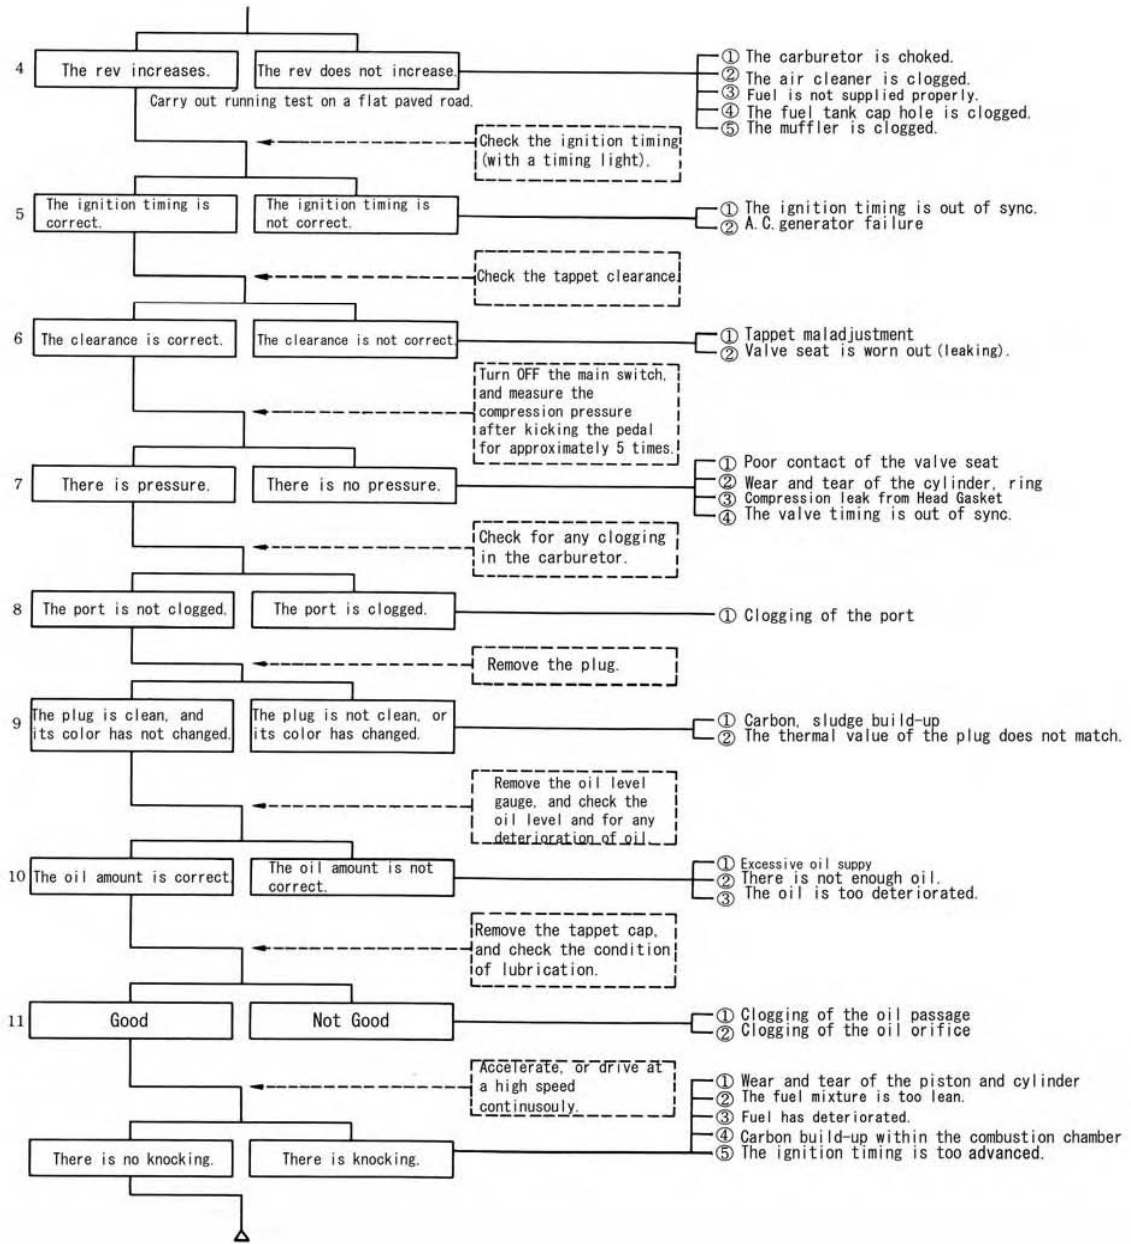 4
The rev increases.
The rev does not increase.
① The carburetor is choked.
② The air cleaner is clogged.
③ Fuel is not supplied properly.
④ The fuel tank cap hole is clogged.
⑤ The muffler is clogged.
Carry out running test on a flat paved road.
Check the ignition timing
(with a timing light).
5
The ignition timing is
correct.
The ignition timing is
not correct.
① The ignition timing is out of sync.
② A.C. generator failure
Check the tappet clearance.
6
The clearance is correct.
The clearance is not correct.
① Tappet maladjustment
② Valve seat is worn out (leaking).
Turn OFF the main switch,
and measure the
compression pressure
after kicking the pedal
for approximately 5 times.
7
There is pressure.
There is no pressure.
① Poor contact of the valve seat
② Wear and tear of the cylinder, ring
③ Compression leak from Head Gasket
④ The valve timing is out of sync.
Check for any clogging
in the carburetor.
8
The port is not clogged.
The port is clogged.
① Clogging of the port
Remove the plug.
9
The plug is clean, and
its color has not changed.
The plug is not clean, or
its color has changed.
① Carbon, sludge build-up
② The thermal value of the plug does not match.
Remove the oil level
gauge, and check the
oil level and for any
deterioration of oil
10
The oil amount is correct.
The oil amount is not
correct.
① Excessive oil suppy
② There is not enough oil.
③ The oil is too deteriorated.
Remove the tappet cap,
and check the condition
of lubrication.
11
Good
Not Good
① Clogging of the oil passage
② Clogging of the oil orifice
Accelerate, or drive at
a high speed
continusouly.
There is no knocking.
There is knocking.
① Wear and tear of the piston and cylinder
② The fuel mixture is too lean.
③ Fuel has deteriorated.
④ Carbon build-up within the combustion chamber
⑤ The ignition timing is too advanced.